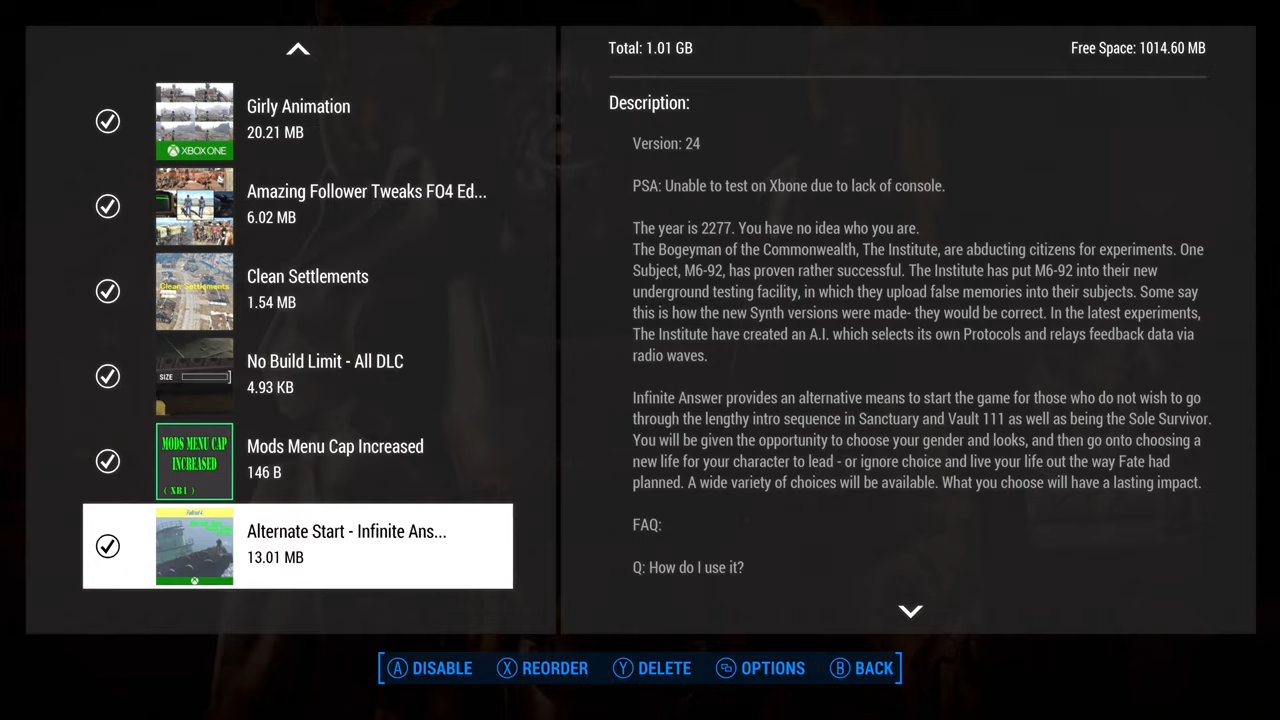 Total: 1.01 GB
Free Space: 1014.60 MB
Girly Animation
20.21 MB
XBOX ONE
Amazing Follower Tweaks FO4 Ed...
6.02 MB
Clean Settlements
Clean Settlements
1.54 MB
No Build Limit - All DLC
4.93 KB
SIZE
Mods Menu Cap Increased
146 B
MODS MENU CAP
INCREASED
( XB1 )
Alternate Start - Infinite Ans...
13.01 MB
Description:
Version: 24
PSA: Unable to test on Xbone due to lack of console.
The year is 2277. You have no idea who you are.
The Bogeyman of the Commonwealth, The Institute, are abducting citizens for experiments. One
Subject, M6-92, has proven rather successful. The Institute has put M6-92 into their new
underground testing facility, in which they upload false memories into their subjects. Some say
this is how the new Synth versions were made- they would be correct. In the latest experiments,
The Institute have created an A.I. which selects its own Protocols and relays feedback data via
radio waves.
Infinite Answer provides an alternative means to start the game for those who do not wish to go
through the lengthy intro sequence in Sanctuary and Vault 111 as well as being the Sole Survivor.
You will be given the opportunity to choose your gender and looks, and then go onto choosing a
new life for your character to lead - or ignore choice and live your life out the way Fate had
planned. A wide variety of choices will be available. What you choose will have a lasting impact.
FAQ:
Q: How do I use it?
A DISABLE
X REORDER
Y DELETE
OPTIONS
B BACK